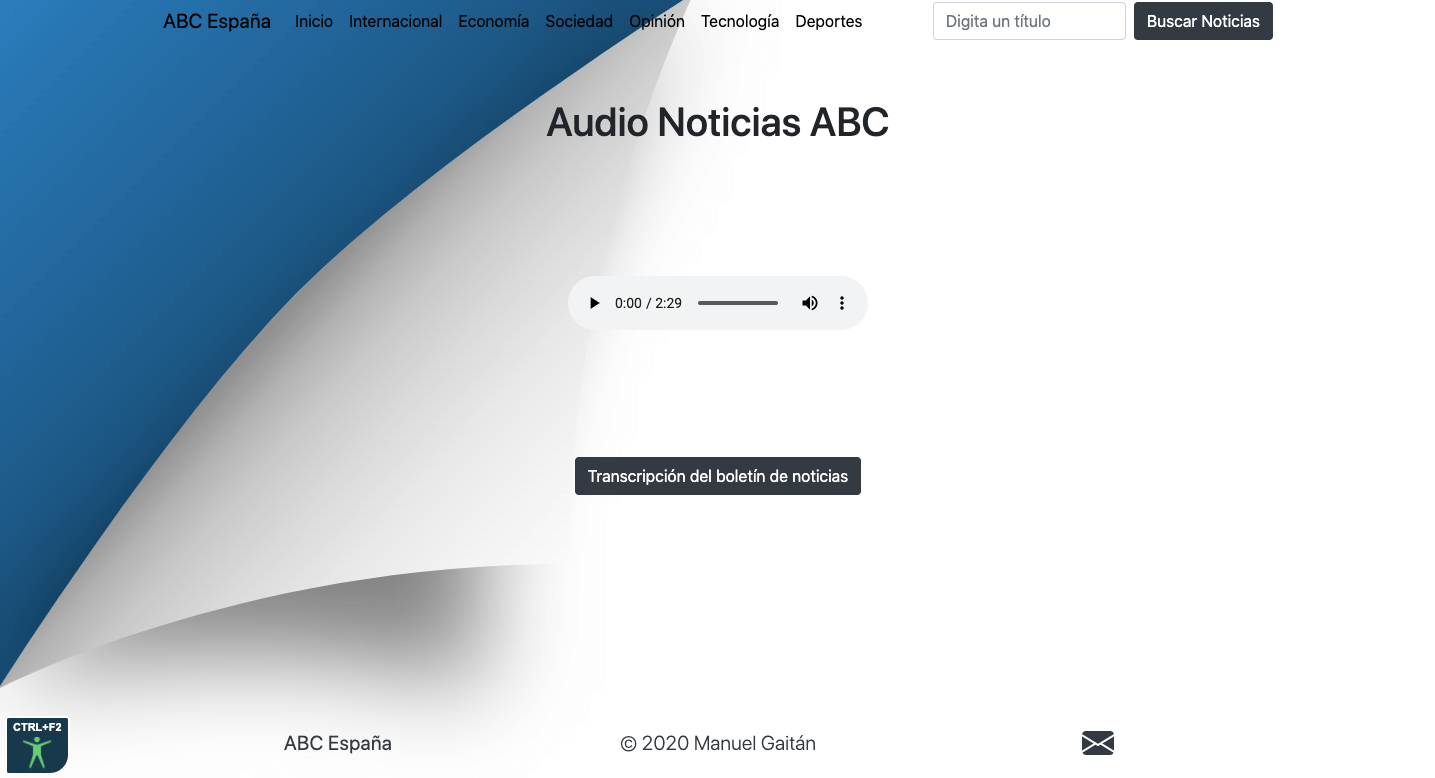 ABC España Inicio Internacional Economía Sociedad Opinión Tecnología Deportes Digita un título Buscar Noticias
Audio Noticias ABC
0:00 / 2:29
Transcripción del boletín de noticias
CTRL+F2
ABC España © 2020 Manuel Gaitán